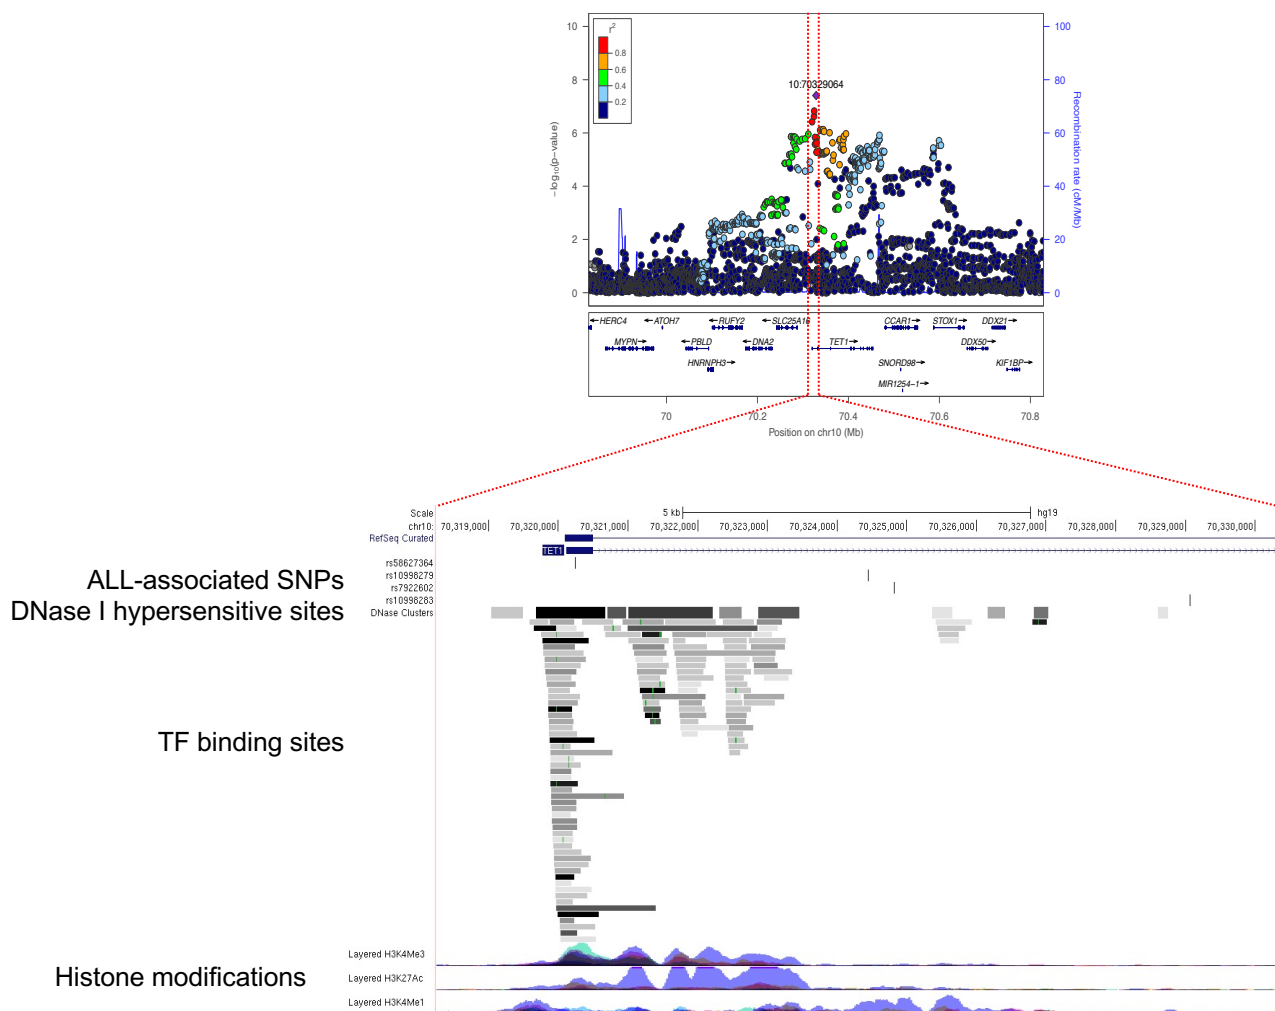 10
8
6
4
2
0
−log10(p−value)
r2
0.8
0.6
0.4
0.2
10:70329064
100
80
60
40
20
0
Recombination rate (cM/Mb)
←HERC4
←ATOH7
←RUFY2
←SLC25A16
CCAR1→
STOX1→
DDX21→
MYPN→
←PBLD
←DNA2
TET1→
DDX50→
HNRNPH3→
SNORD98→
KIF1BP→
MIR1254−1→
70
70.2
70.4
70.6
70.8
Position on chr10 (Mb)
Scale
5 kb
hg19
chr10:
70,319,000
70,320,000
70,321,000
70,322,000
70,323,000
70,324,000
70,325,000
70,326,000
70,327,000
70,328,000
70,329,000
70,330,000
RefSeq Curated
TET1
rs58627364
ALL-associated SNPs
rs10998279
rs7922602
rs10998283
DNase I hypersensitive sites
DNase Clusters
TF binding sites
Histone modifications
Layered H3K4Me3
Layered H3K27Ac
Layered H3K4Me1